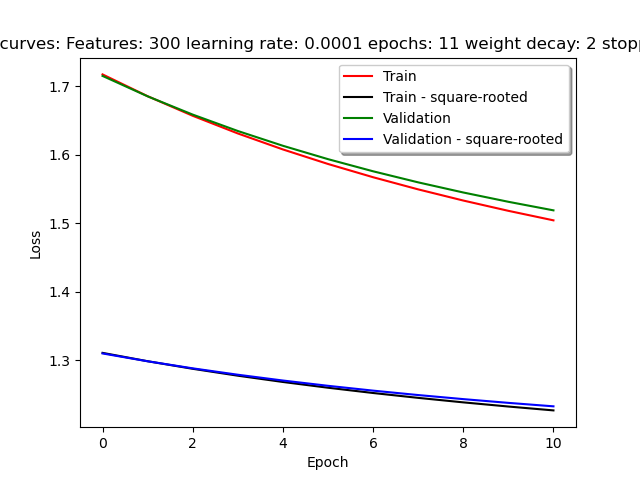 curves: Features: 300 learning rate: 0.0001 epochs: 11 weight decay: 2
Train
Train - square-rooted
Validation
Validation - square-rooted
1.7
1.6
1.5
1.4
1.3
Loss
0 2 4 6 8 10
Epoch